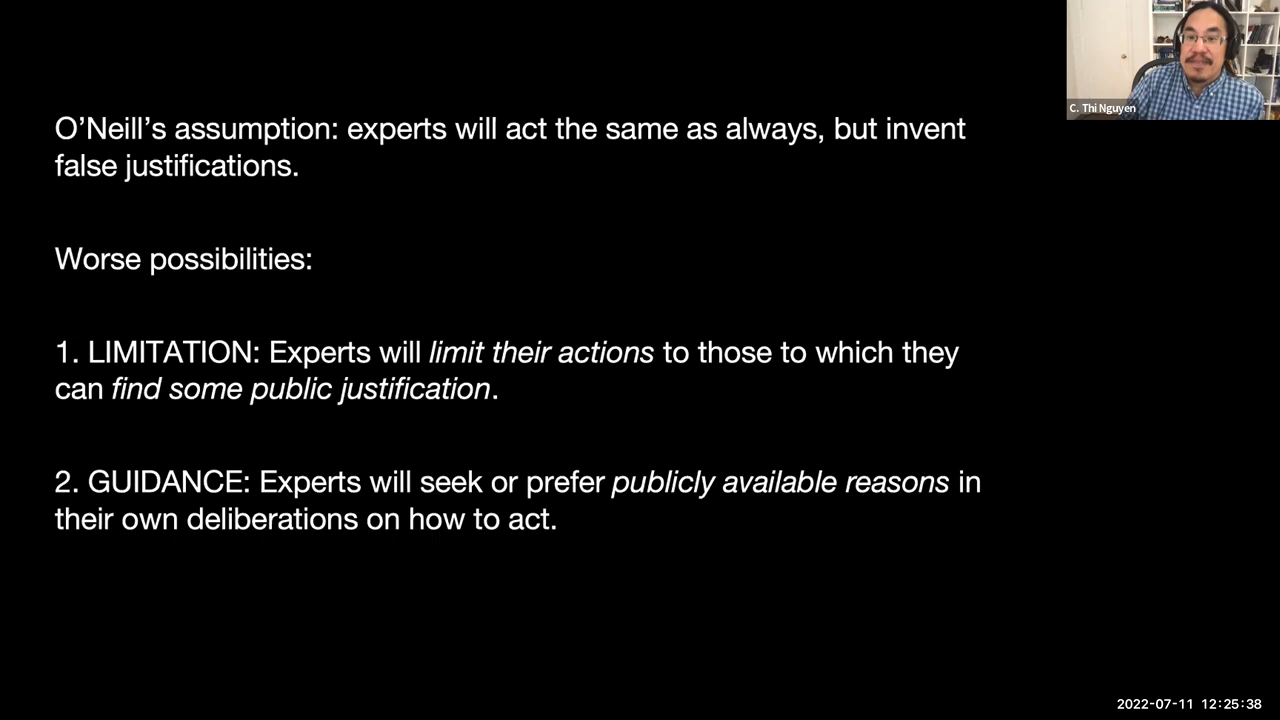 O’Neill’s assumption: experts will act the same as always, but invent
false justifications.
Worse possibilities:
1. LIMITATION: Experts will limit their actions to those to which they
can find some public justification.
2. GUIDANCE: Experts will seek or prefer publicly available reasons in
their own deliberations on how to act.
C. Thi Nguyen
2022-07-11 12:25:38